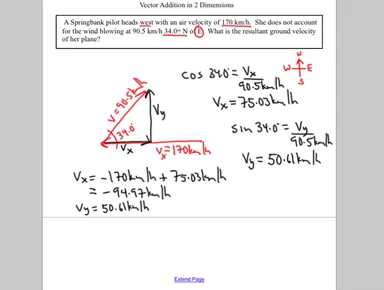 Vector Addition in 2 Dimensions
A Springbank pilot heads west with an air velocity of 170 km/h. She does not account
for the wind blowing at 90.5 km/h 34.0° N of E. What is the resultant ground velocity
of her plane?
N
W E
S
cos 34.0° = Vx
90.5km/h
Vx = 75.03km/h
sin 34.0° = Vy
90.5km/h
Vy = 50.61km/h
V=90.5km/h
Vy
34.0°
Vx
Vx=170km/h
Vx = -170km/h + 75.03km/h
= -94.97km/h
Vy = 50.61km/h
Extend Page